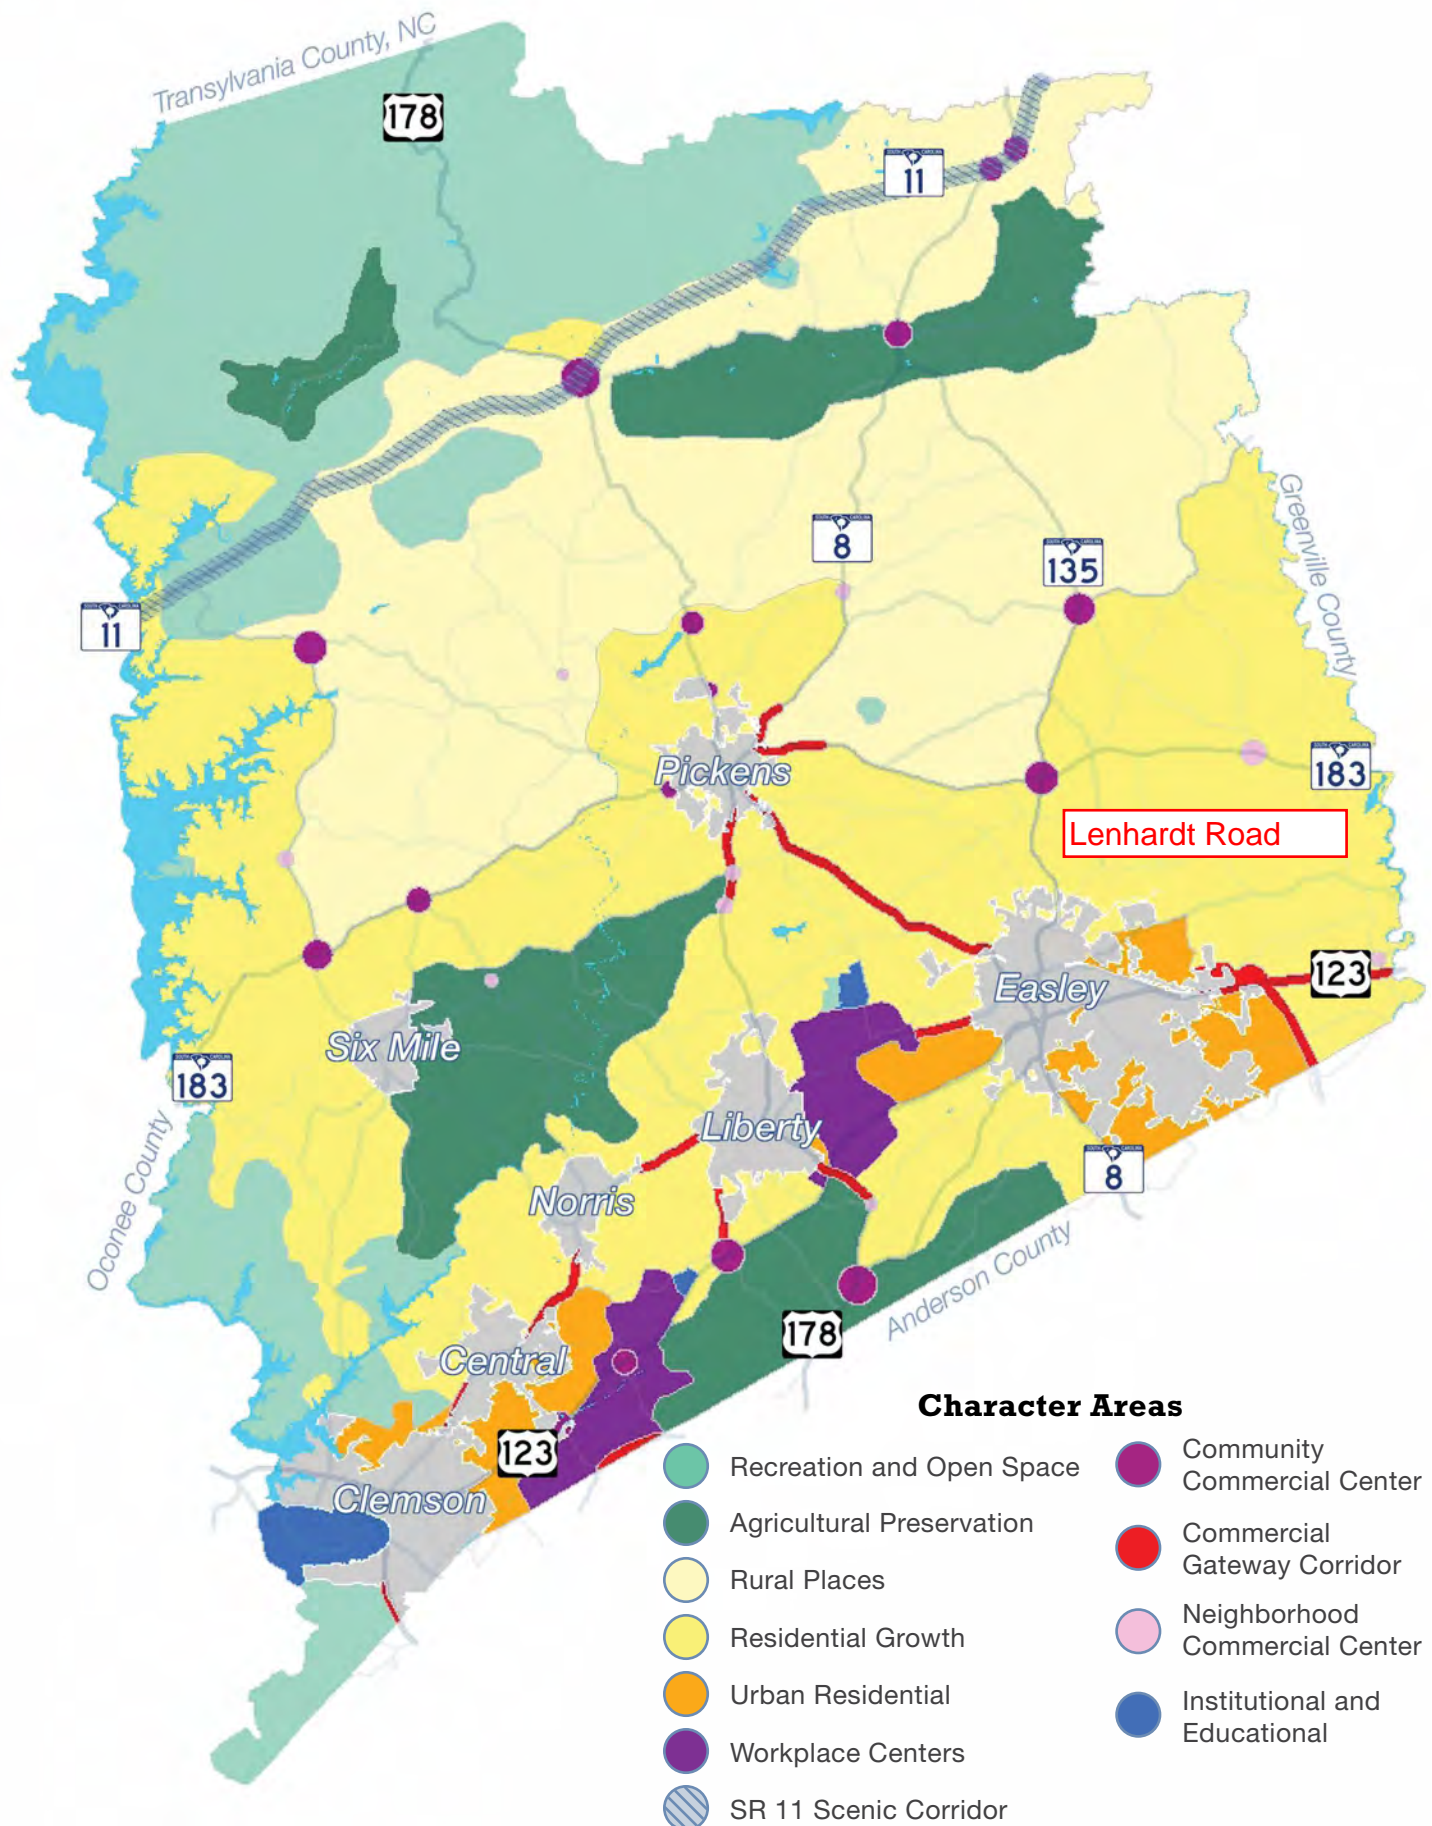 Transylvania County, NC
178
11
8
135
Greenville County
11
Pickens
183
Lenhardt Road
Easley
123
Six Mile
183
Liberty
8
Norris
Oconee County
Anderson County
178
Central
123
Clemson
Character Areas
Recreation and Open Space
Agricultural Preservation
Rural Places
Residential Growth
Urban Residential
Workplace Centers
SR 11 Scenic Corridor
Community
Commercial Center
Commercial
Gateway Corridor
Neighborhood
Commercial Center
Institutional and
Educational